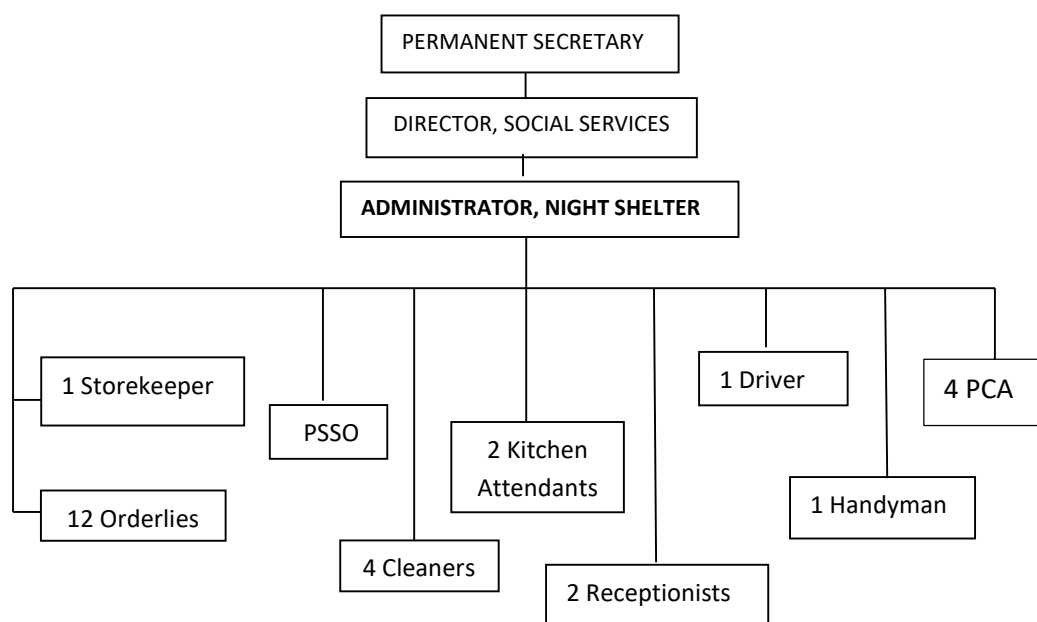 PERMANENT SECRETARY
DIRECTOR, SOCIAL SERVICES
ADMINISTRATOR, NIGHT SHELTER
1 Storekeeper
PSSO
2 Kitchen
Attendants
1 Driver
4 PCA
12 Orderlies
4 Cleaners
2 Receptionists
1 Handyman